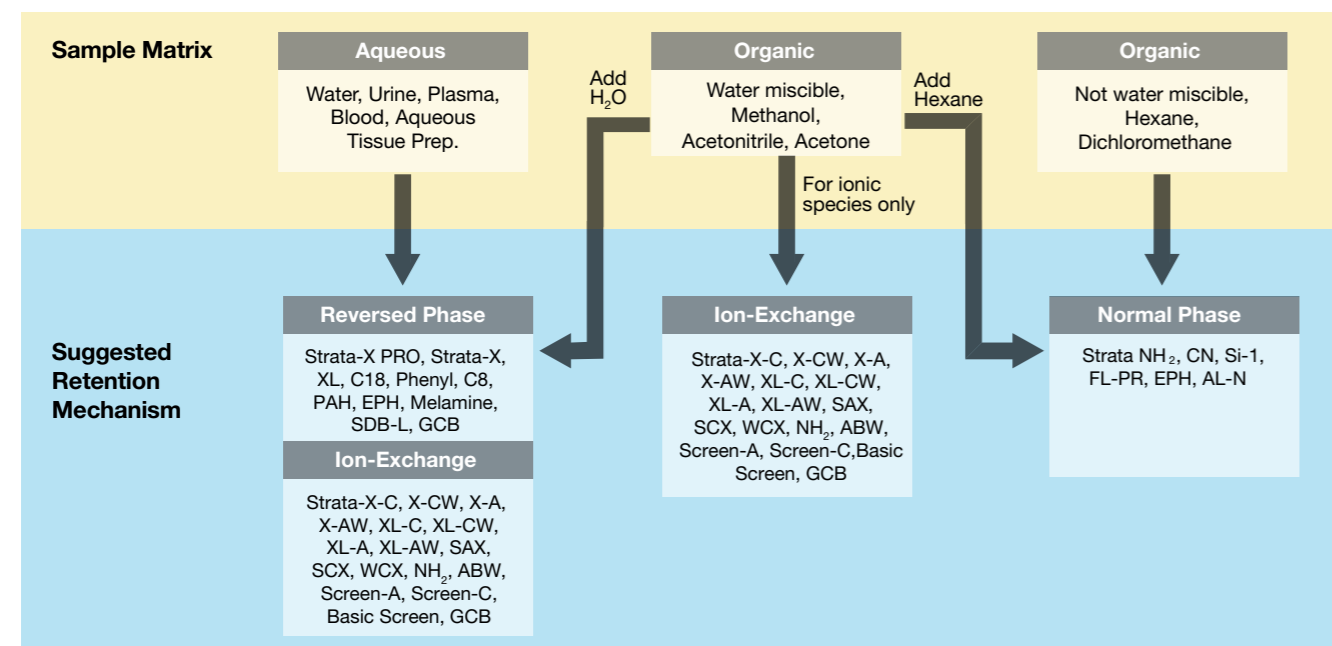 Sample Matrix
Aqueous
Water, Urine, Plasma,
Blood, Aqueous
Tissue Prep.
Add
H₂O
Organic
Water miscible,
Methanol,
Acetonitrile, Acetone
Add
Hexane
Organic
Not water miscible,
Hexane,
Dichloromethane
For ionic
species only
Suggested
Retention
Mechanism
Reversed Phase
Strata-X PRO, Strata-X,
XL, C18, Phenyl, C8,
PAH, EPH, Melamine,
SDB-L, GCB
Ion-Exchange
Strata-X-C, X-CW, X-A,
X-AW, XL-C, XL-CW,
XL-A, XL-AW, SAX,
SCX, WCX, NH₂, ABW,
Screen-A, Screen-C,
Basic Screen, GCB
Ion-Exchange
Strata-X-C, X-CW, X-A,
X-AW, XL-C, XL-CW,
XL-A, XL-AW, SAX,
SCX, WCX, NH₂, ABW,
Screen-A, Screen-C,Basic
Screen, GCB
Normal Phase
Strata NH₂, CN, Si-1,
FL-PR, EPH, AL-N